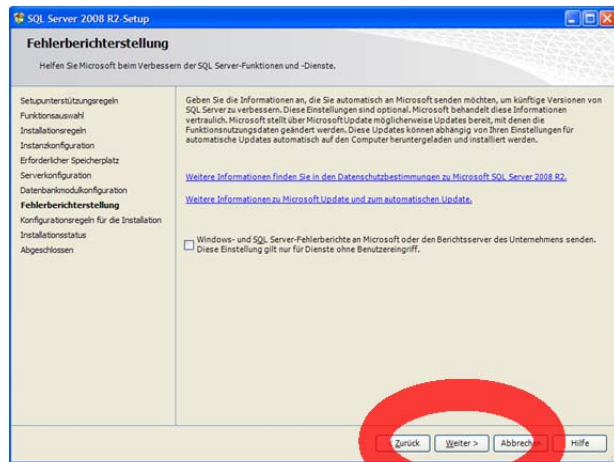 SQL Server 2008 R2-Setup
Fehlerberichterstellung
Helfen Sie Microsoft beim Verbessern der SQL Server-Funktionen und -Dienste.
Setupunterstützungsregeln
Funktionsauswahl
Installationsregeln
Instanzkonfiguration
Erforderlicher Speicherplatz
Serverkonfiguration
Datenbankmodulkonfiguration
Fehlerberichterstellung
Konfigurationsregeln für die Installation
Installationsstatus
Abgeschlossen
Geben Sie die Informationen an, die Sie automatisch an Microsoft senden möchten, um künftige Versionen von
SQL Server zu verbessern. Diese Einstellungen sind optional. Microsoft behandelt diese Informationen
vertraulich. Microsoft stellt über Microsoft Update möglicherweise Updates bereit, mit denen die
Funktionsnutzungsdaten geändert werden. Diese Updates können abhängig von Ihren Einstellungen für
automatische Updates automatisch auf den Computer heruntergeladen und installiert werden.
Weitere Informationen finden Sie in den Datenschutzbestimmungen zu Microsoft SQL Server 2008 R2.
Weitere Informationen zu Microsoft Update und zum automatischen Update.
Windows- und SQL Server-Fehlerberichte an Microsoft oder den Berichtsserver des Unternehmens senden.
Diese Einstellung gilt nur für Dienste ohne Benutzereingriff.
< Zurück
Weiter >
Abbrechen
Hilfe